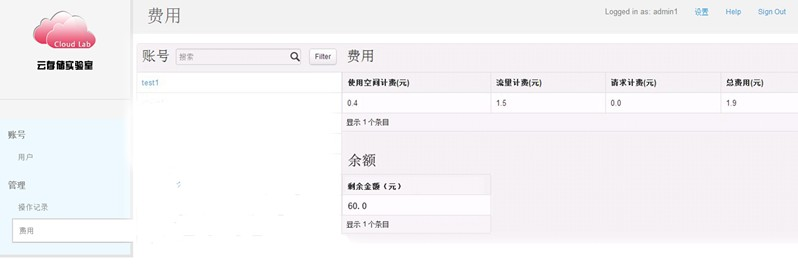 Cloud Lab
云存储实验室
账号
用户
管理
操作记录
费用
费用
Logged in as: admin1 设置 Help Sign Out
账号 搜索 Filter
test1
费用
使用空间计费(元) 流量计费(元) 请求计费(元) 总费用(元)
0.4 1.5 0.0 1.9
显示 1 个条目
余额
剩余金额（元）
60.0
显示 1 个条目